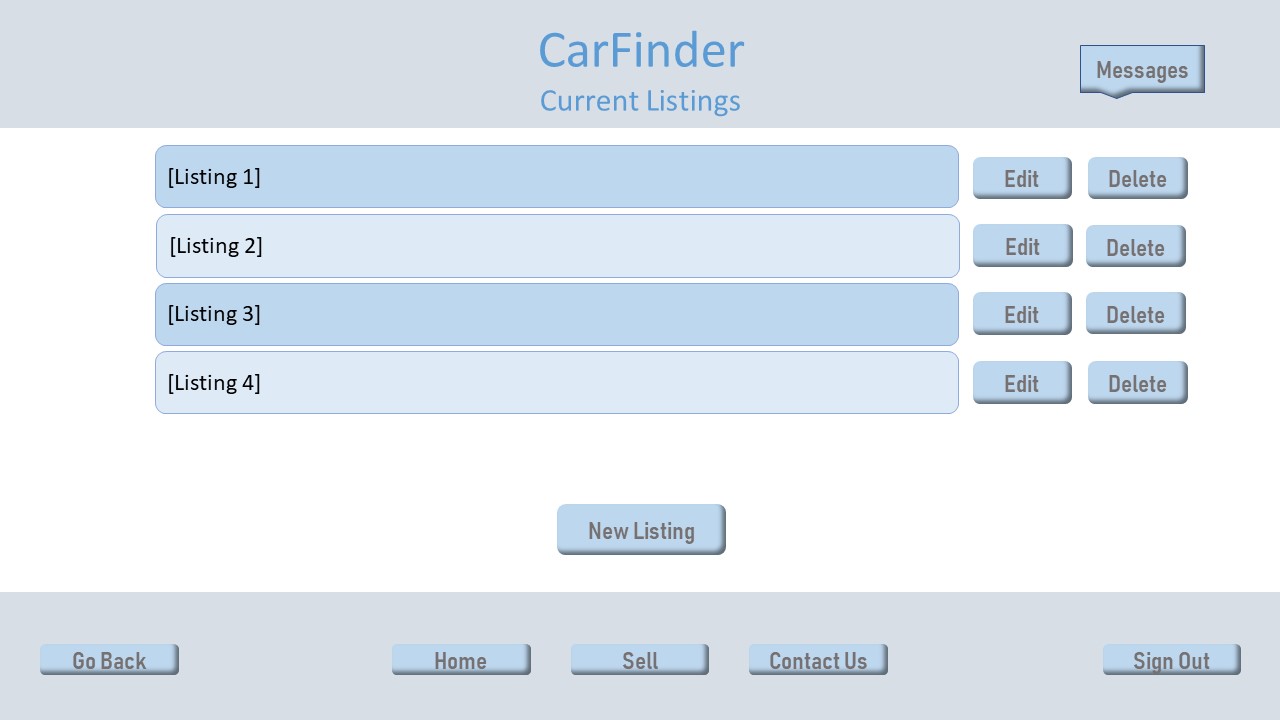 CarFinder
Current Listings
Messages
[Listing 1]
Edit
Delete
[Listing 2]
Edit
Delete
[Listing 3]
Edit
Delete
[Listing 4]
Edit
Delete
New Listing
Go Back
Home
Sell
Contact Us
Sign Out